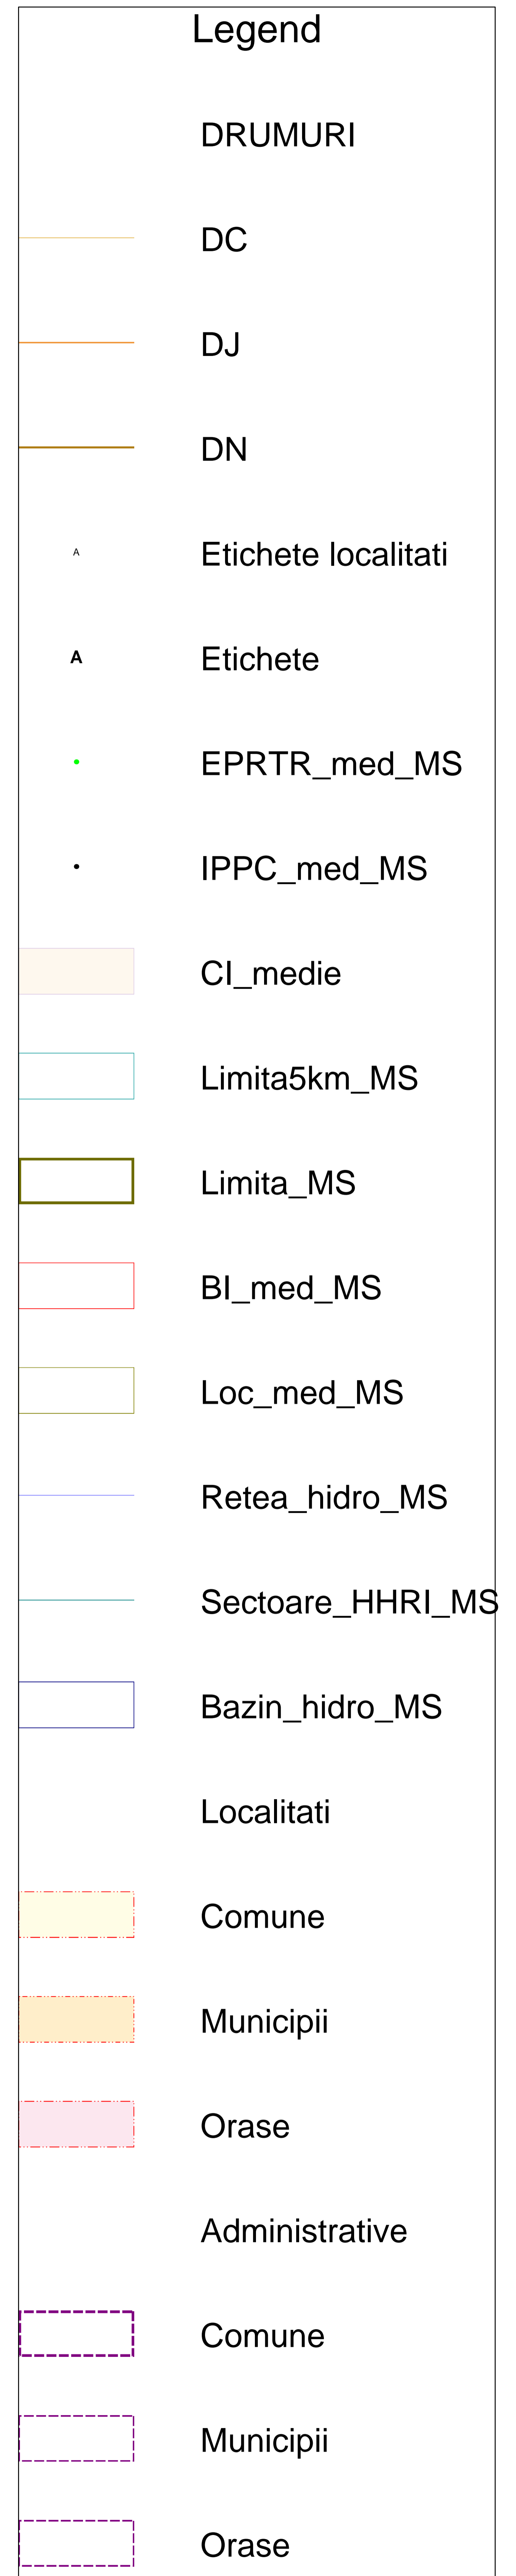 Legend
DRUMURI
DC
DJ
DN
A Etichete localitati
A Etichete
EPRTR_med_MS
IPPC_med_MS
CI_medie
Limita5km_MS
Limita_MS
BI_med_MS
Loc_med_MS
Retea_hidro_MS
Sectoare_HHRI_MS
Bazin_hidro_MS
Localitati
Comune
Municipii
Orase
Administrative
Comune
Municipii
Orase